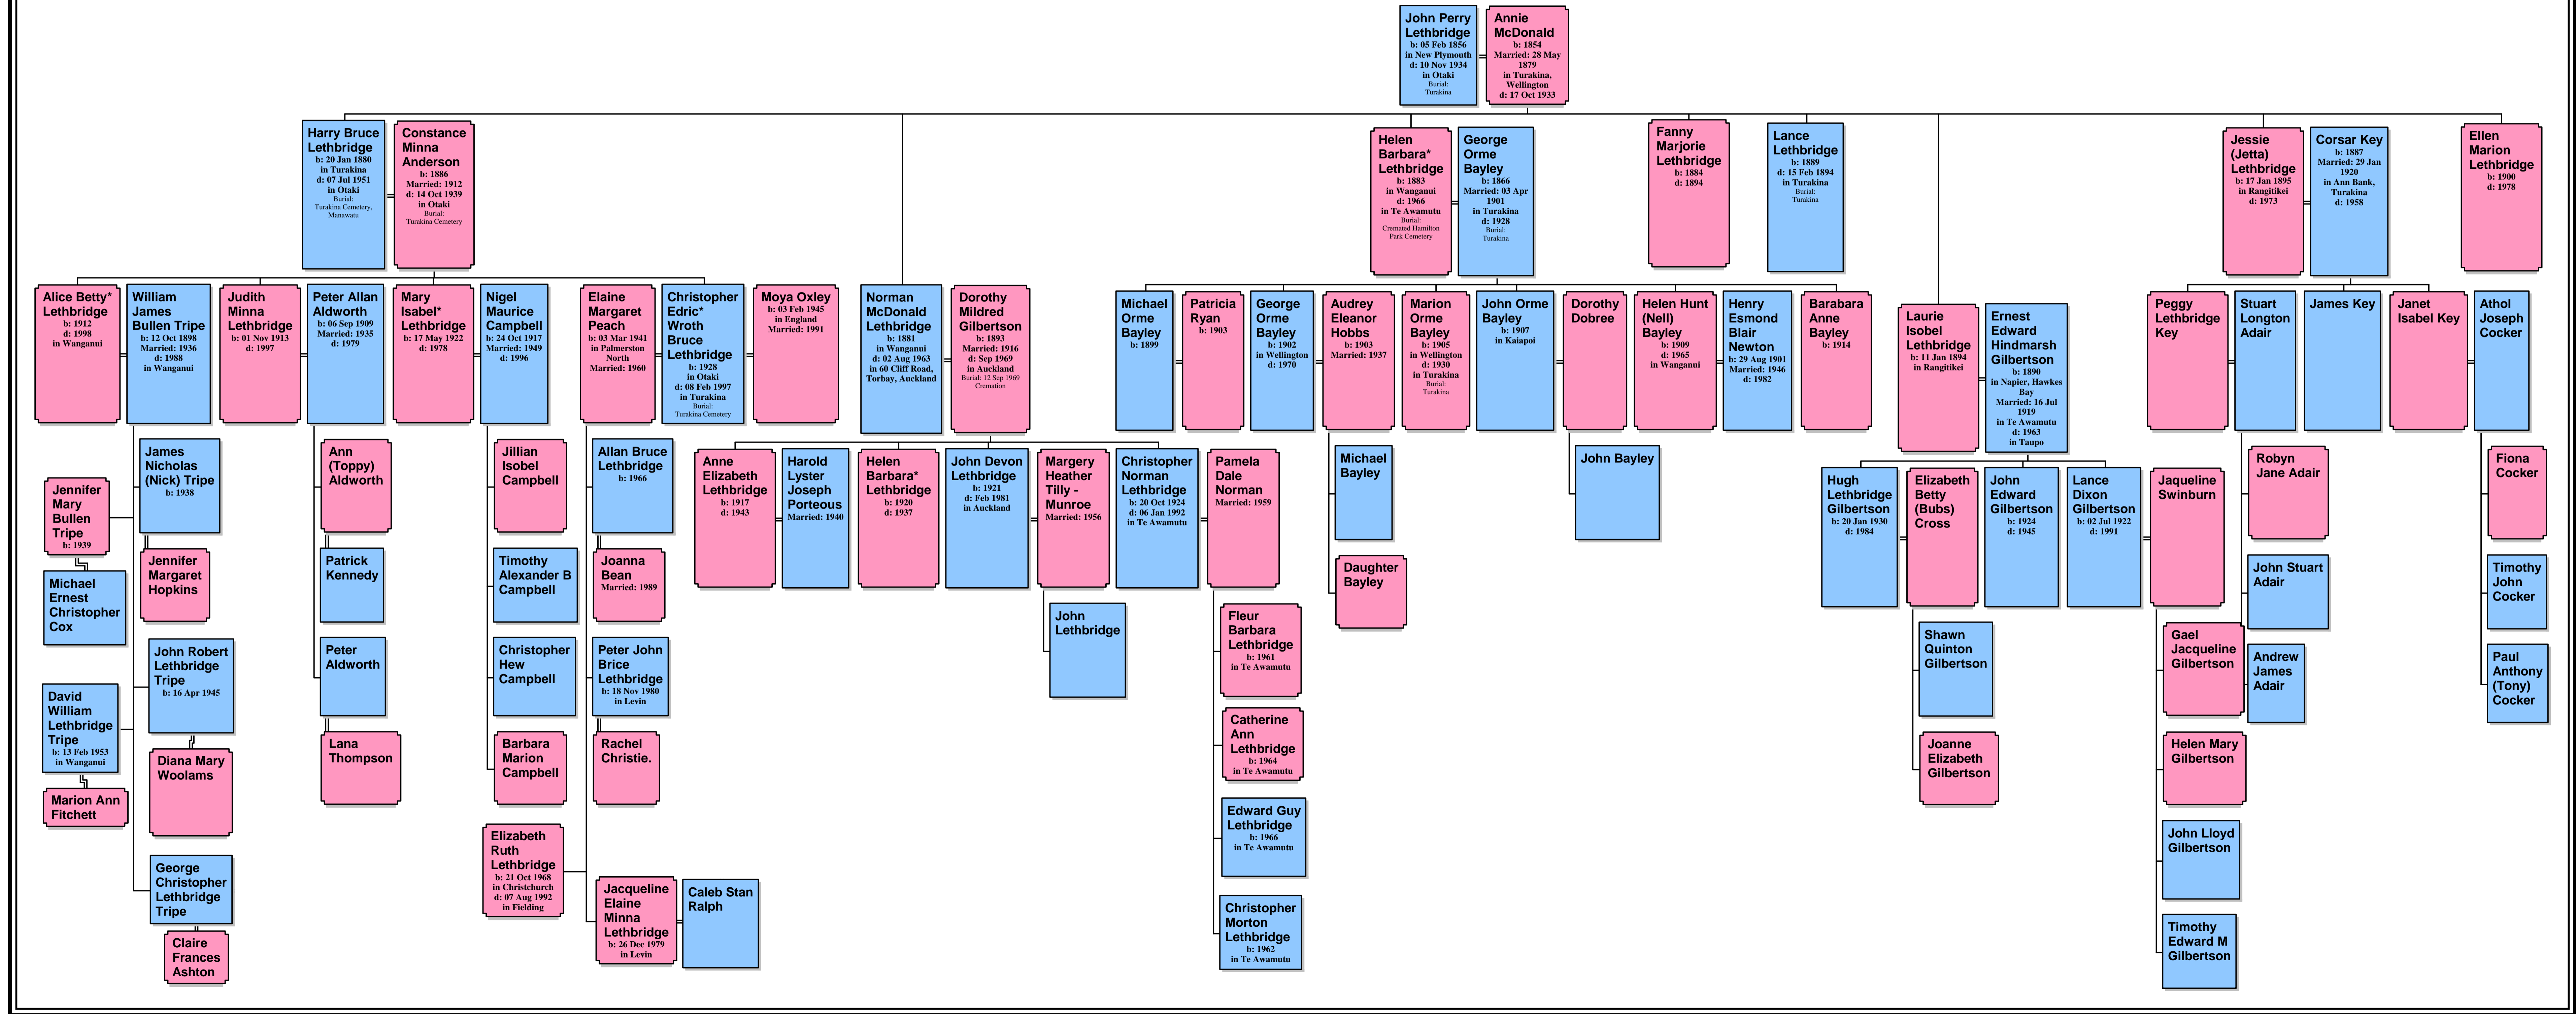 John Perry
Lethbridge
b: 05 Feb 1856
in New Plymouth
d: 10 Nov 1934
in Otaki
Burial:
Turakina
Annie
McDonald
b: 1854
Married: 28 May
1879
in Turakina,
Wellington
d: 17 Oct 1933
Harry Bruce
Lethbridge
b: 20 Jan 1880
in Turakina
d: 07 Jul 1951
in Otaki
Burial:
Turakina Cemetery,
Manawatu
Constance
Minna
Anderson
b: 1886
Married: 1912
d: 14 Oct 1939
in Otaki
Burial:
Turakina Cemetery
Helen
Barbara*
Lethbridge
b: 1883
in Wanganui
d: 1966
in Te Awamutu
Burial:
Cremated Hamilton
Park Cemetery
George
Orme
Bayley
b: 1866
Married: 03 Apr
1901
in Turakina
d: 1928
Burial:
Turakina
Fanny
Marjorie
Lethbridge
b: 1884
d: 1894
Lance
Lethbridge
b: 1889
d: 15 Feb 1894
in Turakina
Burial:
Turakina
Jessie
(Jetta)
Lethbridge
b: 17 Jan 1895
in Rangitikei
d: 1973
Corsar Key
b: 1887
Married: 29 Jan
1920
in Ann Bank,
Turakina
d: 1958
Ellen
Marion
Lethbridge
b: 1900
d: 1978
Alice Betty*
Lethbridge
b: 1912
d: 1998
in Wanganui
William
James
Bullen Tripe
b: 12 Oct 1898
Married: 1936
d: 1988
in Wanganui
Judith
Minna
Lethbridge
b: 01 Nov 1913
d: 1997
Peter Allan
Aldworth
b: 06 Sep 1909
Married: 1935
d: 1979
Mary
Isabel*
Lethbridge
b: 17 May 1922
d: 1978
Nigel
Maurice
Campbell
b: 24 Oct 1917
Married: 1949
d: 1996
Elaine
Margaret
Peach
b: 03 Mar 1941
in Palmerston
North
Married: 1960
Christopher
Edric*
Wroth
Bruce
Lethbridge
b: 1928
in Otaki
d: 08 Feb 1997
in Turakina
Burial:
Turakina Cemetery
Moya Oxley
b: 03 Feb 1945
in England
Married: 1991
Norman
McDonald
Lethbridge
b: 1881
in Wanganui
d: 02 Aug 1963
in 60 Cliff Road,
Torbay, Auckland
Dorothy
Mildred
Gilbertson
b: 1893
Married: 1916
d: Sep 1969
in Auckland
Burial: 12 Sep 1969
Cremation
Michael
Orme
Bayley
b: 1899
Patricia
Ryan
b: 1903
George
Orme
Bayley
b: 1902
in Wellington
d: 1970
Audrey
Eleanor
Hobbs
b: 1903
Married: 1937
Marion
Orme
Bayley
b: 1905
in Wellington
d: 1930
in Turakina
Burial:
Turakina
John Orme
Bayley
b: 1907
in Kaiapoi
Dorothy
Dobree
Helen Hunt
(Nell)
Bayley
b: 1909
d: 1965
in Wanganui
Henry
Esmond
Blair
Newton
b: 29 Aug 1901
Married: 1946
d: 1982
Barabara
Anne
Bayley
b: 1914
Laurie
Isobel
Lethbridge
b: 11 Jan 1894
in Rangitikei
Ernest
Edward
Hindmarsh
Gilbertson
b: 1890
in Napier, Hawkes
Bay
Married: 16 Jul
1919
in Te Awamutu
d: 1963
in Taupo
Peggy
Lethbridge
Key
Stuart
Longton
Adair
James Key
Janet
Isabel Key
Athol
Joseph
Cocker
James
Nicholas
(Nick) Tripe
b: 1938
Jennifer
Mary
Bullen
Tripe
b: 1939
Michael
Ernest
Christopher
Cox
Jennifer
Margaret
Hopkins
John Robert
Lethbridge
Tripe
b: 16 Apr 1945
David
William
Lethbridge
Tripe
b: 13 Feb 1953
in Wanganui
Diana Mary
Woolams
Marion Ann
Fitchett
George
Christopher
Lethbridge
Tripe
Claire
Frances
Ashton
Ann
(Toppy)
Aldworth
Patrick
Kennedy
Peter
Aldworth
Lana
Thompson
Jillian
Isobel
Campbell
Timothy
Alexander B
Campbell
Christopher
Hew
Campbell
Barbara
Marion
Campbell
Allan Bruce
Lethbridge
b: 1966
Joanna
Bean
Married: 1989
Peter John
Brice
Lethbridge
b: 18 Nov 1980
in Levin
Rachel
Christie.
Elizabeth
Ruth
Lethbridge
b: 21 Oct 1968
in Christchurch
d: 07 Aug 1992
in Fielding
Jacqueline
Elaine
Minna
Lethbridge
b: 26 Dec 1979
in Levin
Caleb Stan
Ralph
Anne
Elizabeth
Lethbridge
b: 1917
d: 1943
Harold
Lyster
Joseph
Porteous
Married: 1940
Helen
Barbara*
Lethbridge
b: 1920
d: 1937
John Devon
Lethbridge
b: 1921
d: Feb 1981
in Auckland
Margery
Heather
Tilly -
Munroe
Married: 1956
Christopher
Norman
Lethbridge
b: 20 Oct 1924
d: 06 Jan 1992
in Te Awamutu
Pamela
Dale
Norman
Married: 1959
John
Lethbridge
Fleur
Barbara
Lethbridge
b: 1961
in Te Awamutu
Catherine
Ann
Lethbridge
b: 1964
in Te Awamutu
Edward Guy
Lethbridge
b: 1966
in Te Awamutu
Christopher
Morton
Lethbridge
b: 1962
in Te Awamutu
Michael
Bayley
Daughter
Bayley
John Bayley
Hugh
Lethbridge
Gilbertson
b: 20 Jan 1930
d: 1984
Elizabeth
Betty
(Bubs)
Cross
John
Edward
Gilbertson
b: 1924
d: 1945
Lance
Dixon
Gilbertson
b: 02 Jul 1922
d: 1991
Jaqueline
Swinburn
Shawn
Quinton
Gilbertson
Joanne
Elizabeth
Gilbertson
Gael
Jacqueline
Gilbertson
Helen Mary
Gilbertson
John Lloyd
Gilbertson
Timothy
Edward M
Gilbertson
Robyn
Jane Adair
John Stuart
Adair
Andrew
James
Adair
Fiona
Cocker
Timothy
John
Cocker
Paul
Anthony
(Tony)
Cocker